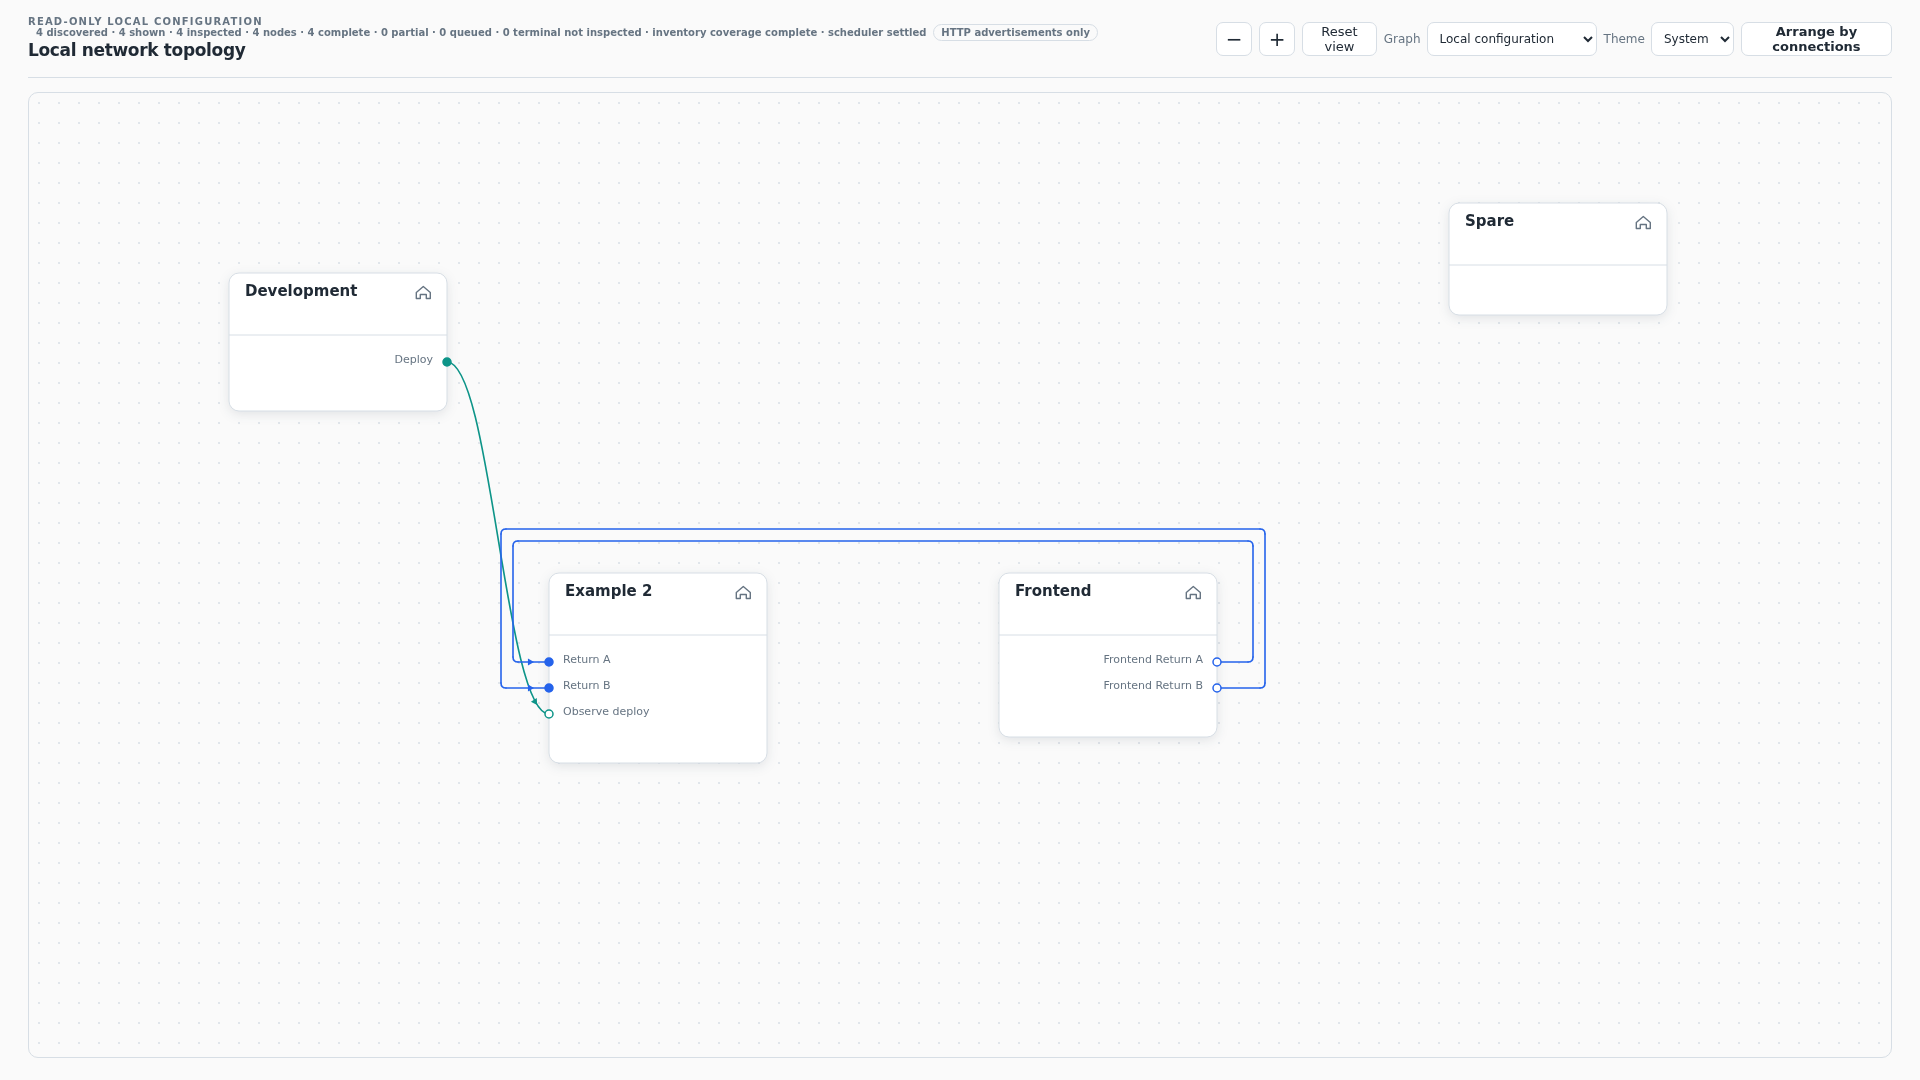 READ-ONLY LOCAL CONFIGURATION
4 discovered · 4 shown · 4 inspected · 4 nodes · 4 complete · 0 partial · 0 queued · 0 terminal not inspected · inventory coverage complete · scheduler settled HTTP advertisements only
Local network topology
− + Reset view Graph Local configuration Theme System Arrange by connections
Spare
Development
Deploy
Example 2
Return A
Return B
Observe deploy
Frontend
Frontend Return A
Frontend Return B